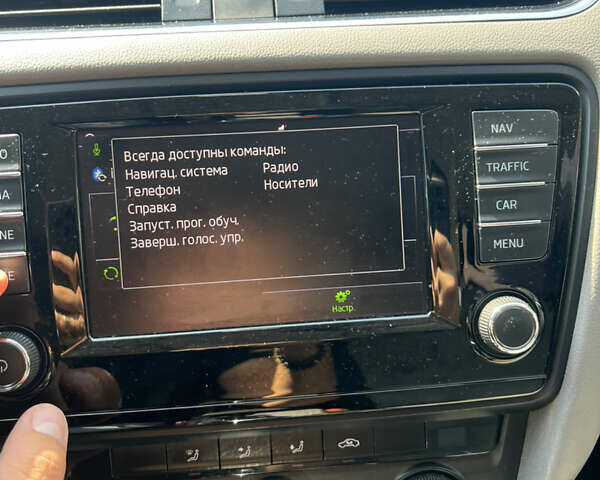 Всегда доступны команды:
Навигац. система Радио
Телефон Носители
Справка
Запуст. прог. обуч.
Заверш. голос. упр.
Настр.
NAV
TRAFFIC
CAR
MENU